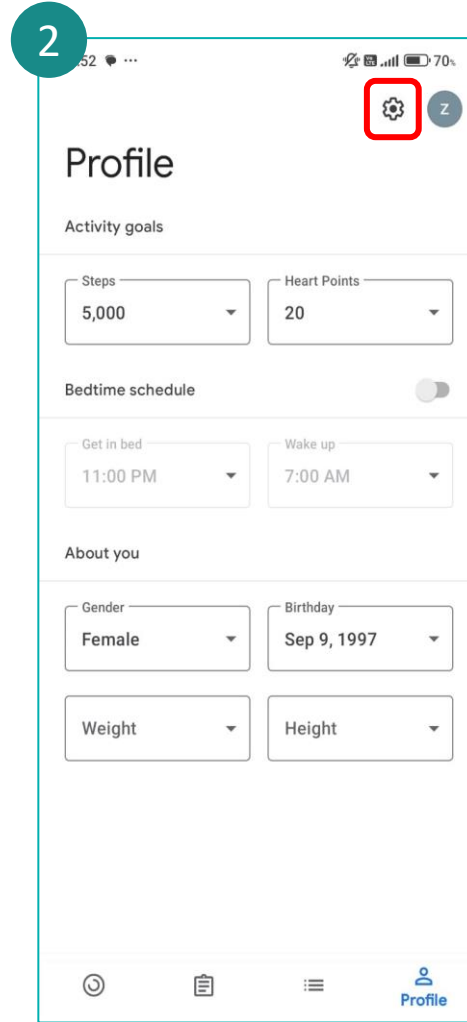 2
:52 ... 70%
Z
Profile
Activity goals
Steps Heart Points
5,000 20
Bedtime schedule
Get in bed Wake up
11:00 PM 7:00 AM
About you
Gender Birthday
Female Sep 9, 1997
Weight Height
Profile